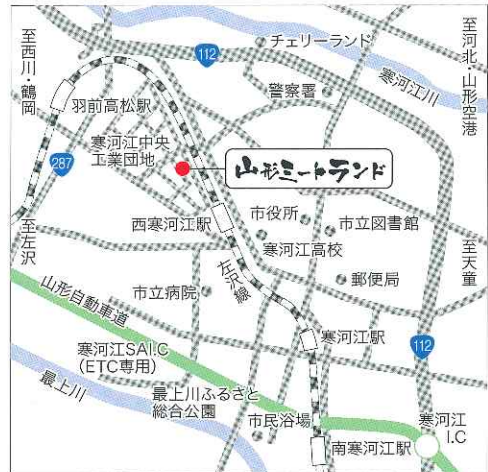 至西川・鶴岡
112
チェリーランド
至河北・山形空港
寒河江川
羽前高松駅
警察署
寒河江中央
工業団地
山形ミートランド
287
西寒河江駅
市役所
市立図書館
寒河江高校
至左沢
左沢線
至天童
市立病院
郵便局
山形自動車道
寒河江駅
112
寒河江SAI.C
(ETC専用)
最上川
最上川ふるさと
総合公園
市民浴場
寒河江
I.C
南寒河江駅